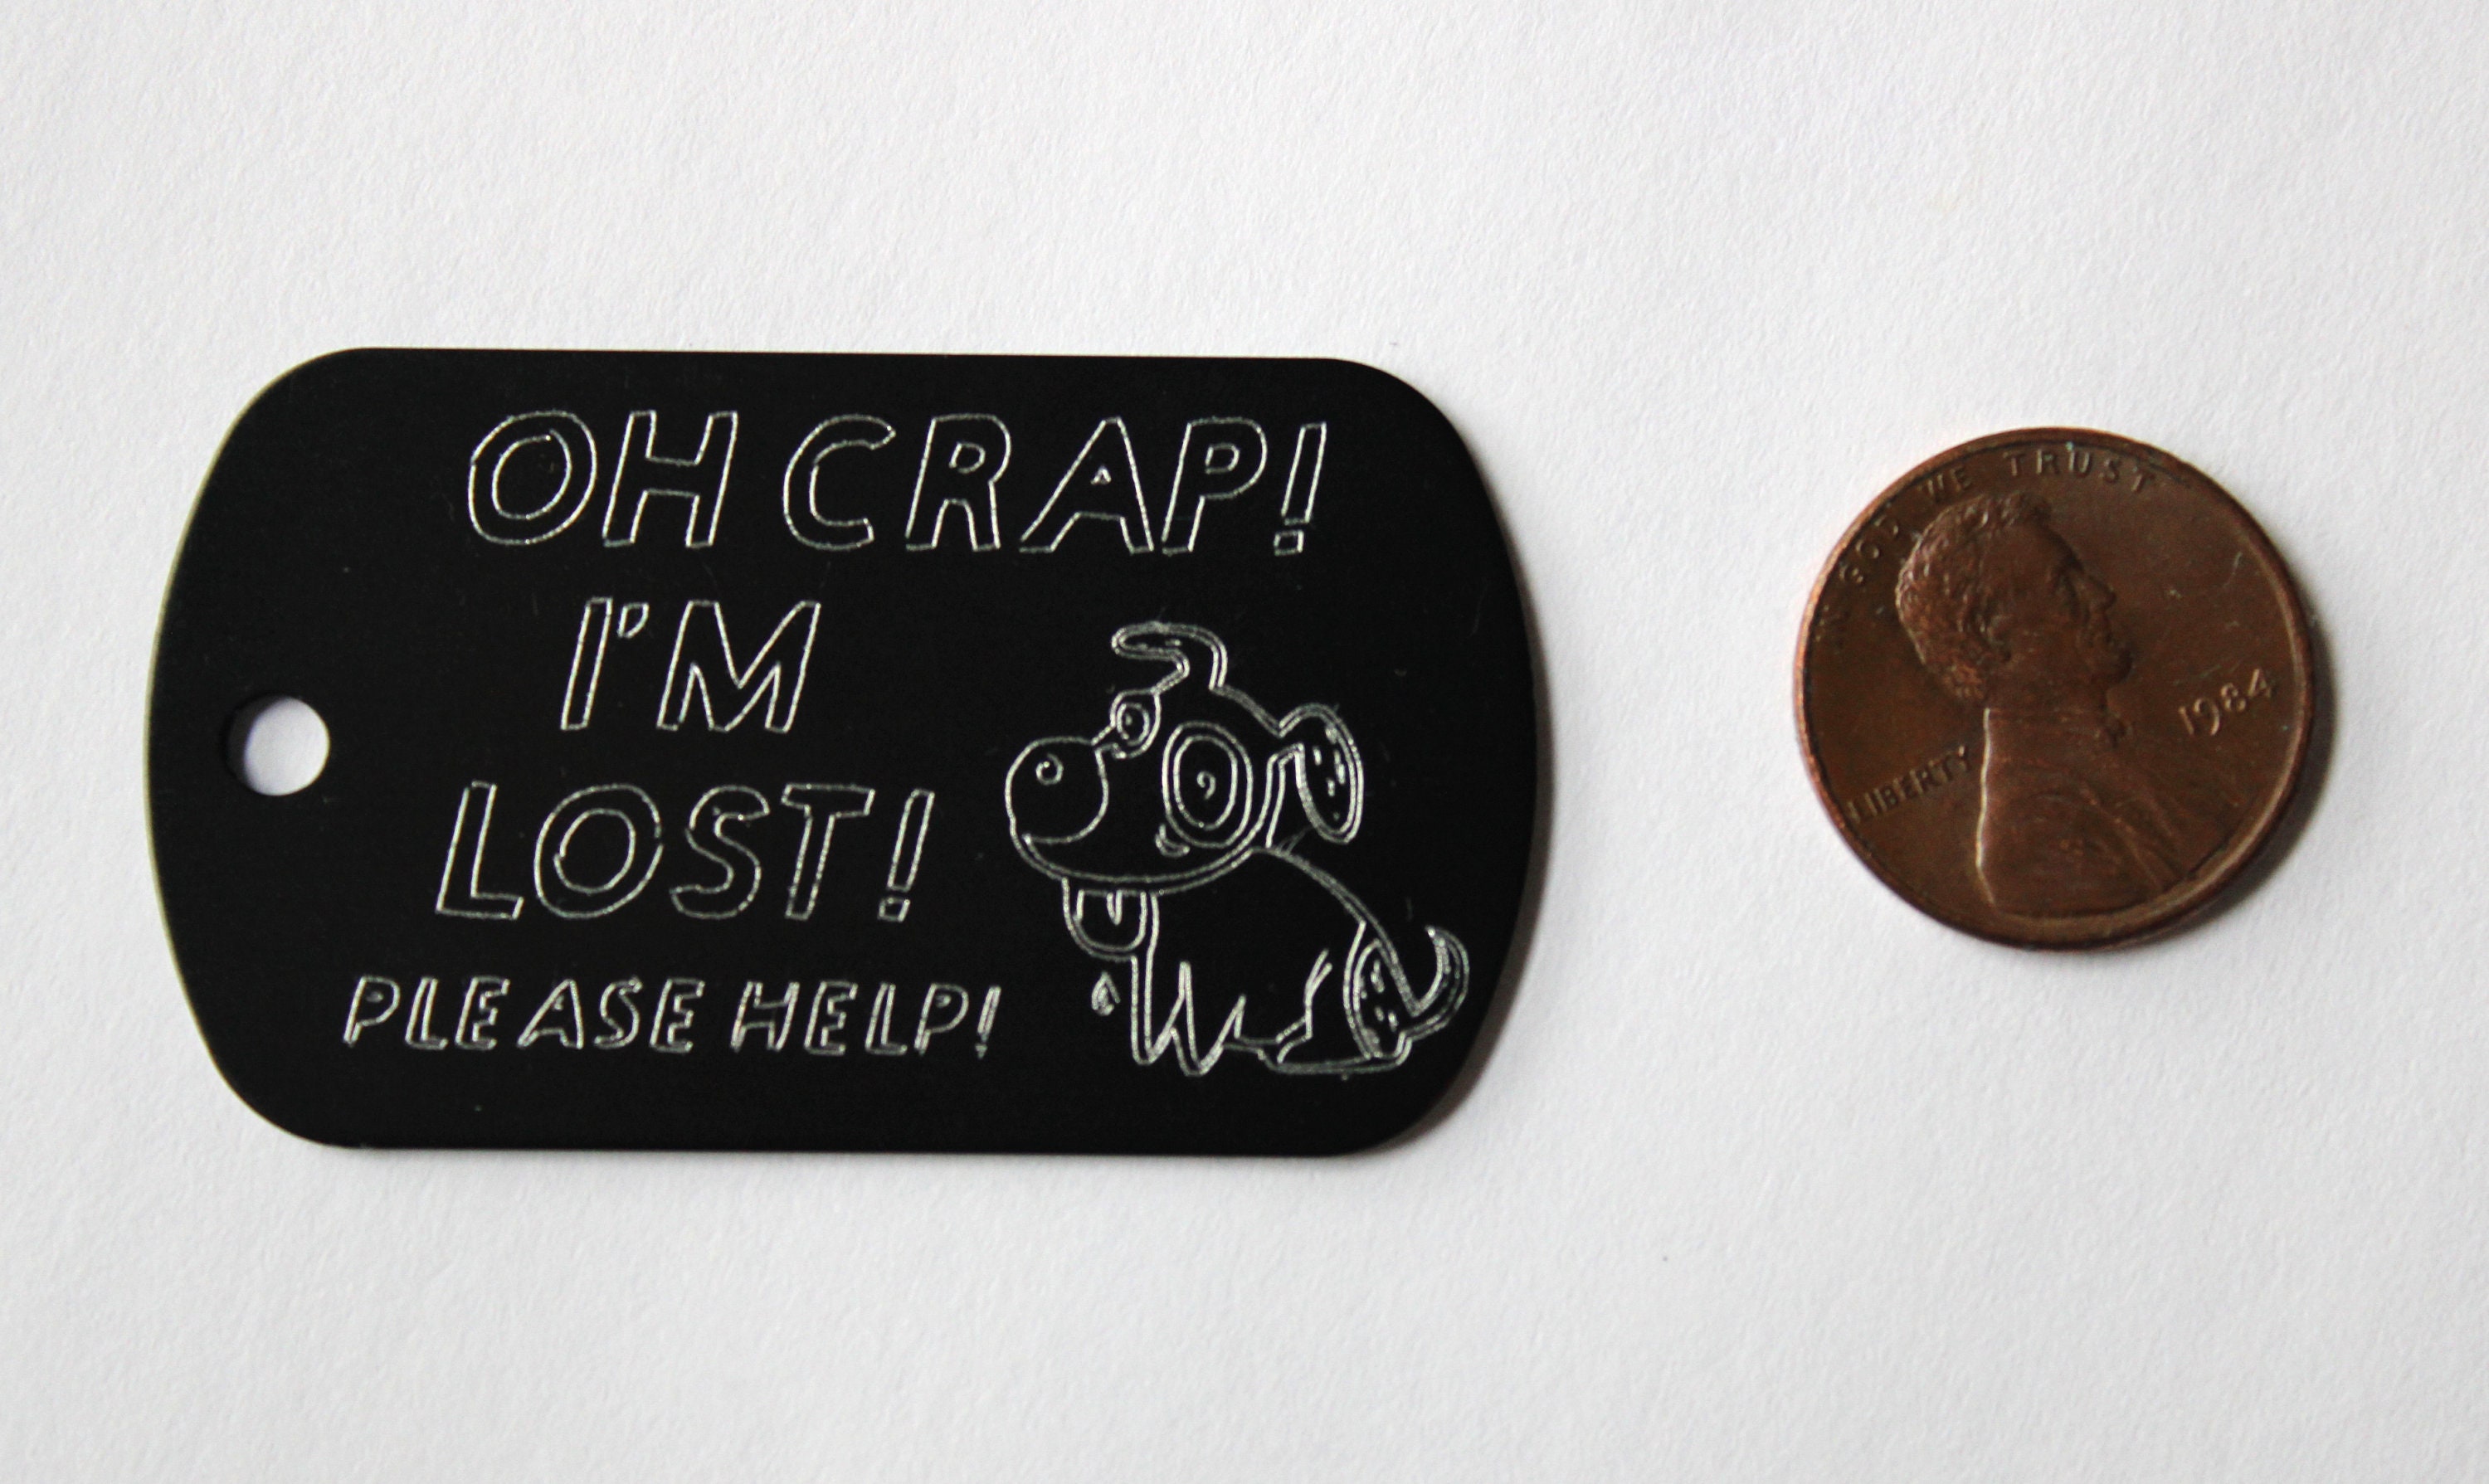 OH CRAP!
I'M
LOST!
PLEASE HELP!
IN GOD WE TRUST
LIBERTY
1984